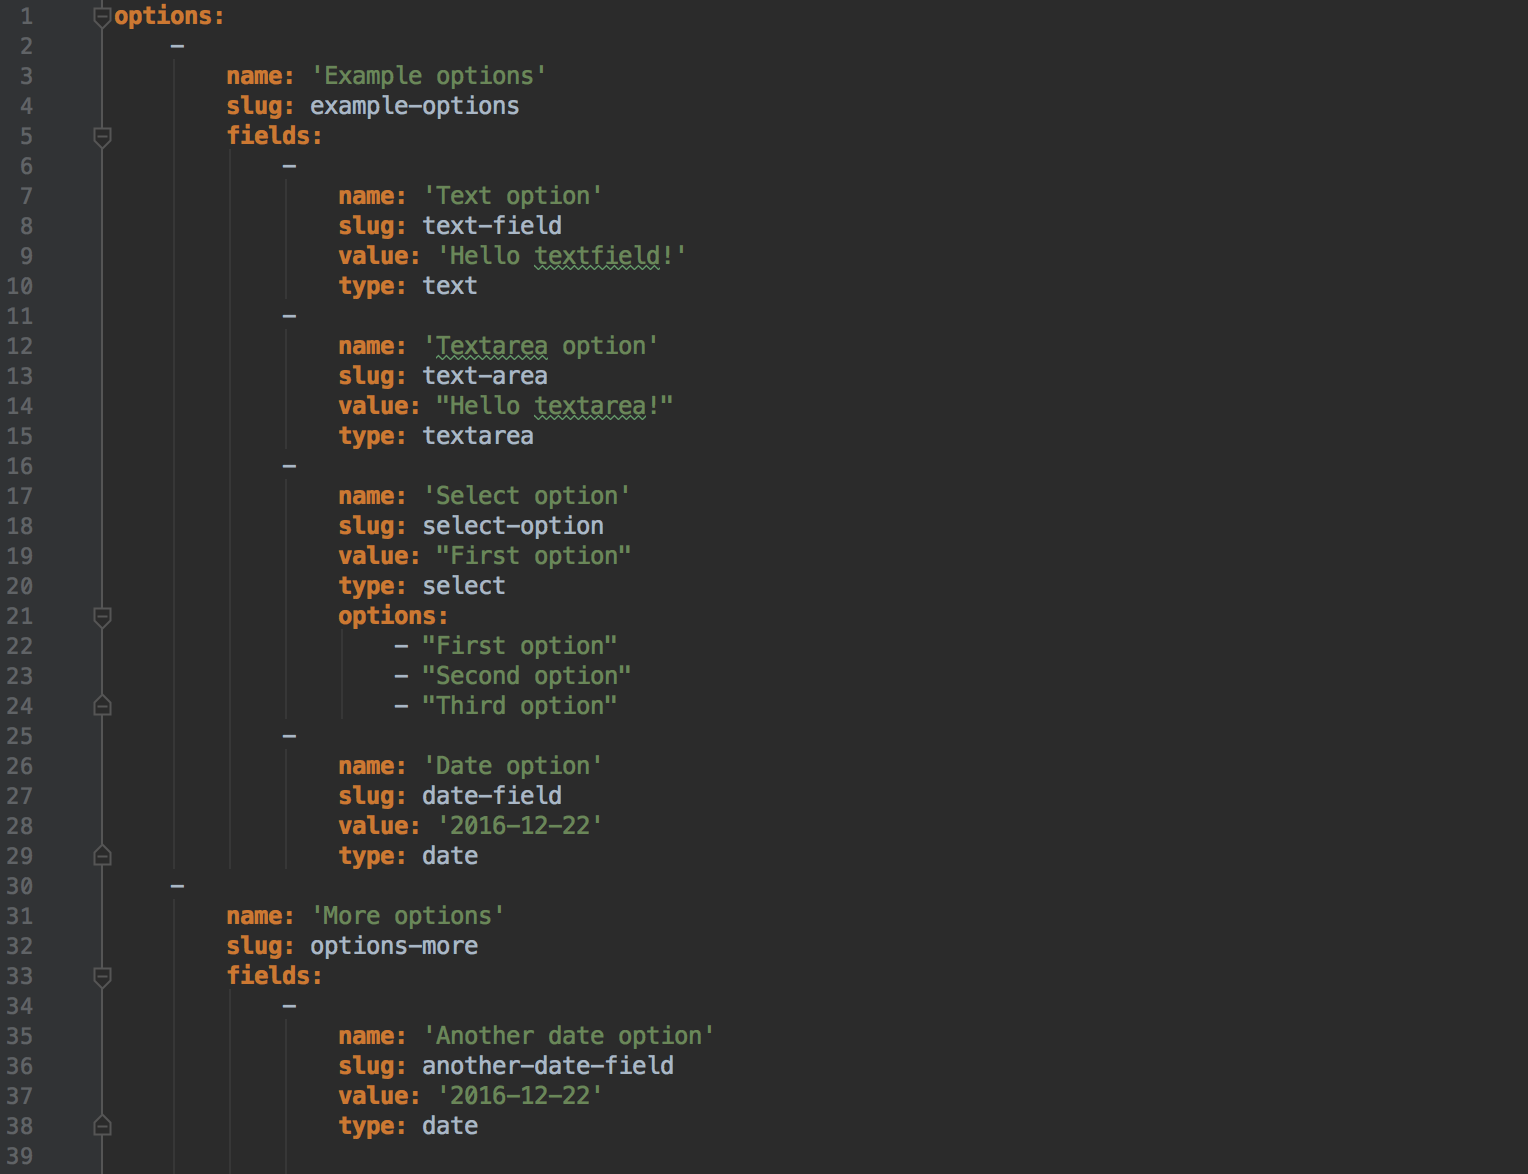 1 options:
2 -
3 name: 'Example options'
4 slug: example-options
5 fields:
6 -
7 name: 'Text option'
8 slug: text-field
9 value: 'Hello textfield!'
10 type: text
11 -
12 name: 'Textarea option'
13 slug: text-area
14 value: "Hello textarea!"
15 type: textarea
16 -
17 name: 'Select option'
18 slug: select-option
19 value: "First option"
20 type: select
21 options:
22 - "First option"
23 - "Second option"
24 - "Third option"
25 -
26 name: 'Date option'
27 slug: date-field
28 value: '2016-12-22'
29 type: date
30 -
31 name: 'More options'
32 slug: options-more
33 fields:
34 -
35 name: 'Another date option'
36 slug: another-date-field
37 value: '2016-12-22'
38 type: date
39